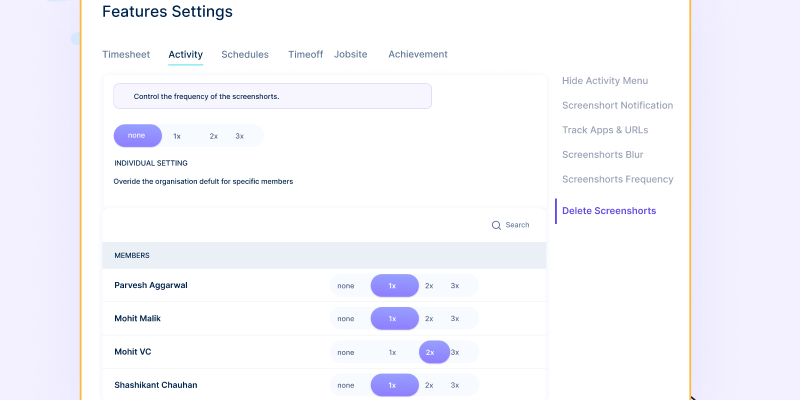 Features Settings
Timesheet Activity Schedules Timeoff Jobsite Achievement
Control the frequency of the screenshorts.
none 1x 2x 3x
INDIVIDUAL SETTING
Overide the organisation defult for specific members
Search
MEMBERS
Parvesh Aggarwal none 1x 2x 3x
Mohit Malik none 1x 2x 3x
Mohit VC none 1x 2x 3x
Shashikant Chauhan none 1x 2x 3x
Hide Activity Menu
Screenshort Notification
Track Apps & URLs
Screenshorts Blur
Screenshorts Frequency
Delete Screenshorts